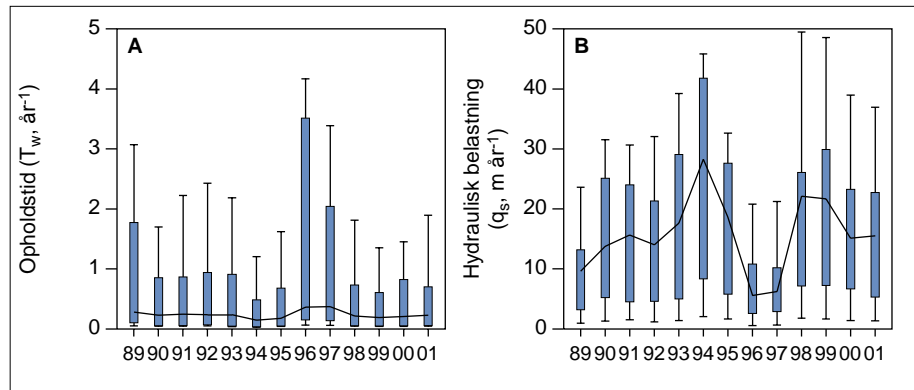 A
Opholdstid (Tw, år-1)
5
4
3
2
1
0
89 90 91 92 93 94 95 96 97 98 99 00 01
B
Hydraulisk belastning
(qs, m år-1)
50
40
30
20
10
0
89 90 91 92 93 94 95 96 97 98 99 00 01